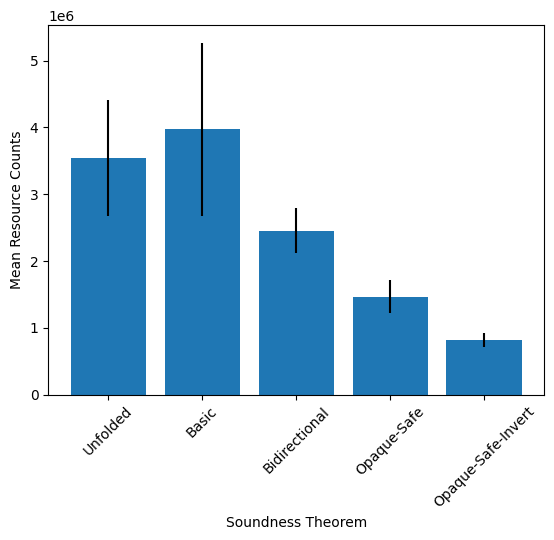 1e6
5
4
3
2
1
0
Mean Resource Counts
Unfolded
Basic
Bidirectional
Opaque-Safe
Opaque-Safe-Invert
Soundness Theorem